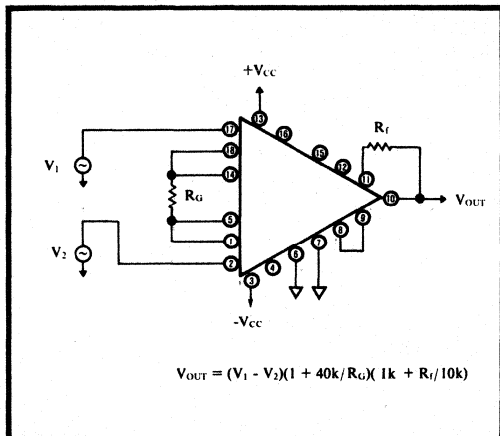 +VCC
13
16
15
12
11
Rf
17
18
14
V1
RG
10
VOUT
5
1
9
8
7
6
V2
2
3
4
-VCC
VOUT = (V1 - V2)(1 + 40k/RG)( 1k + Rf/10k)